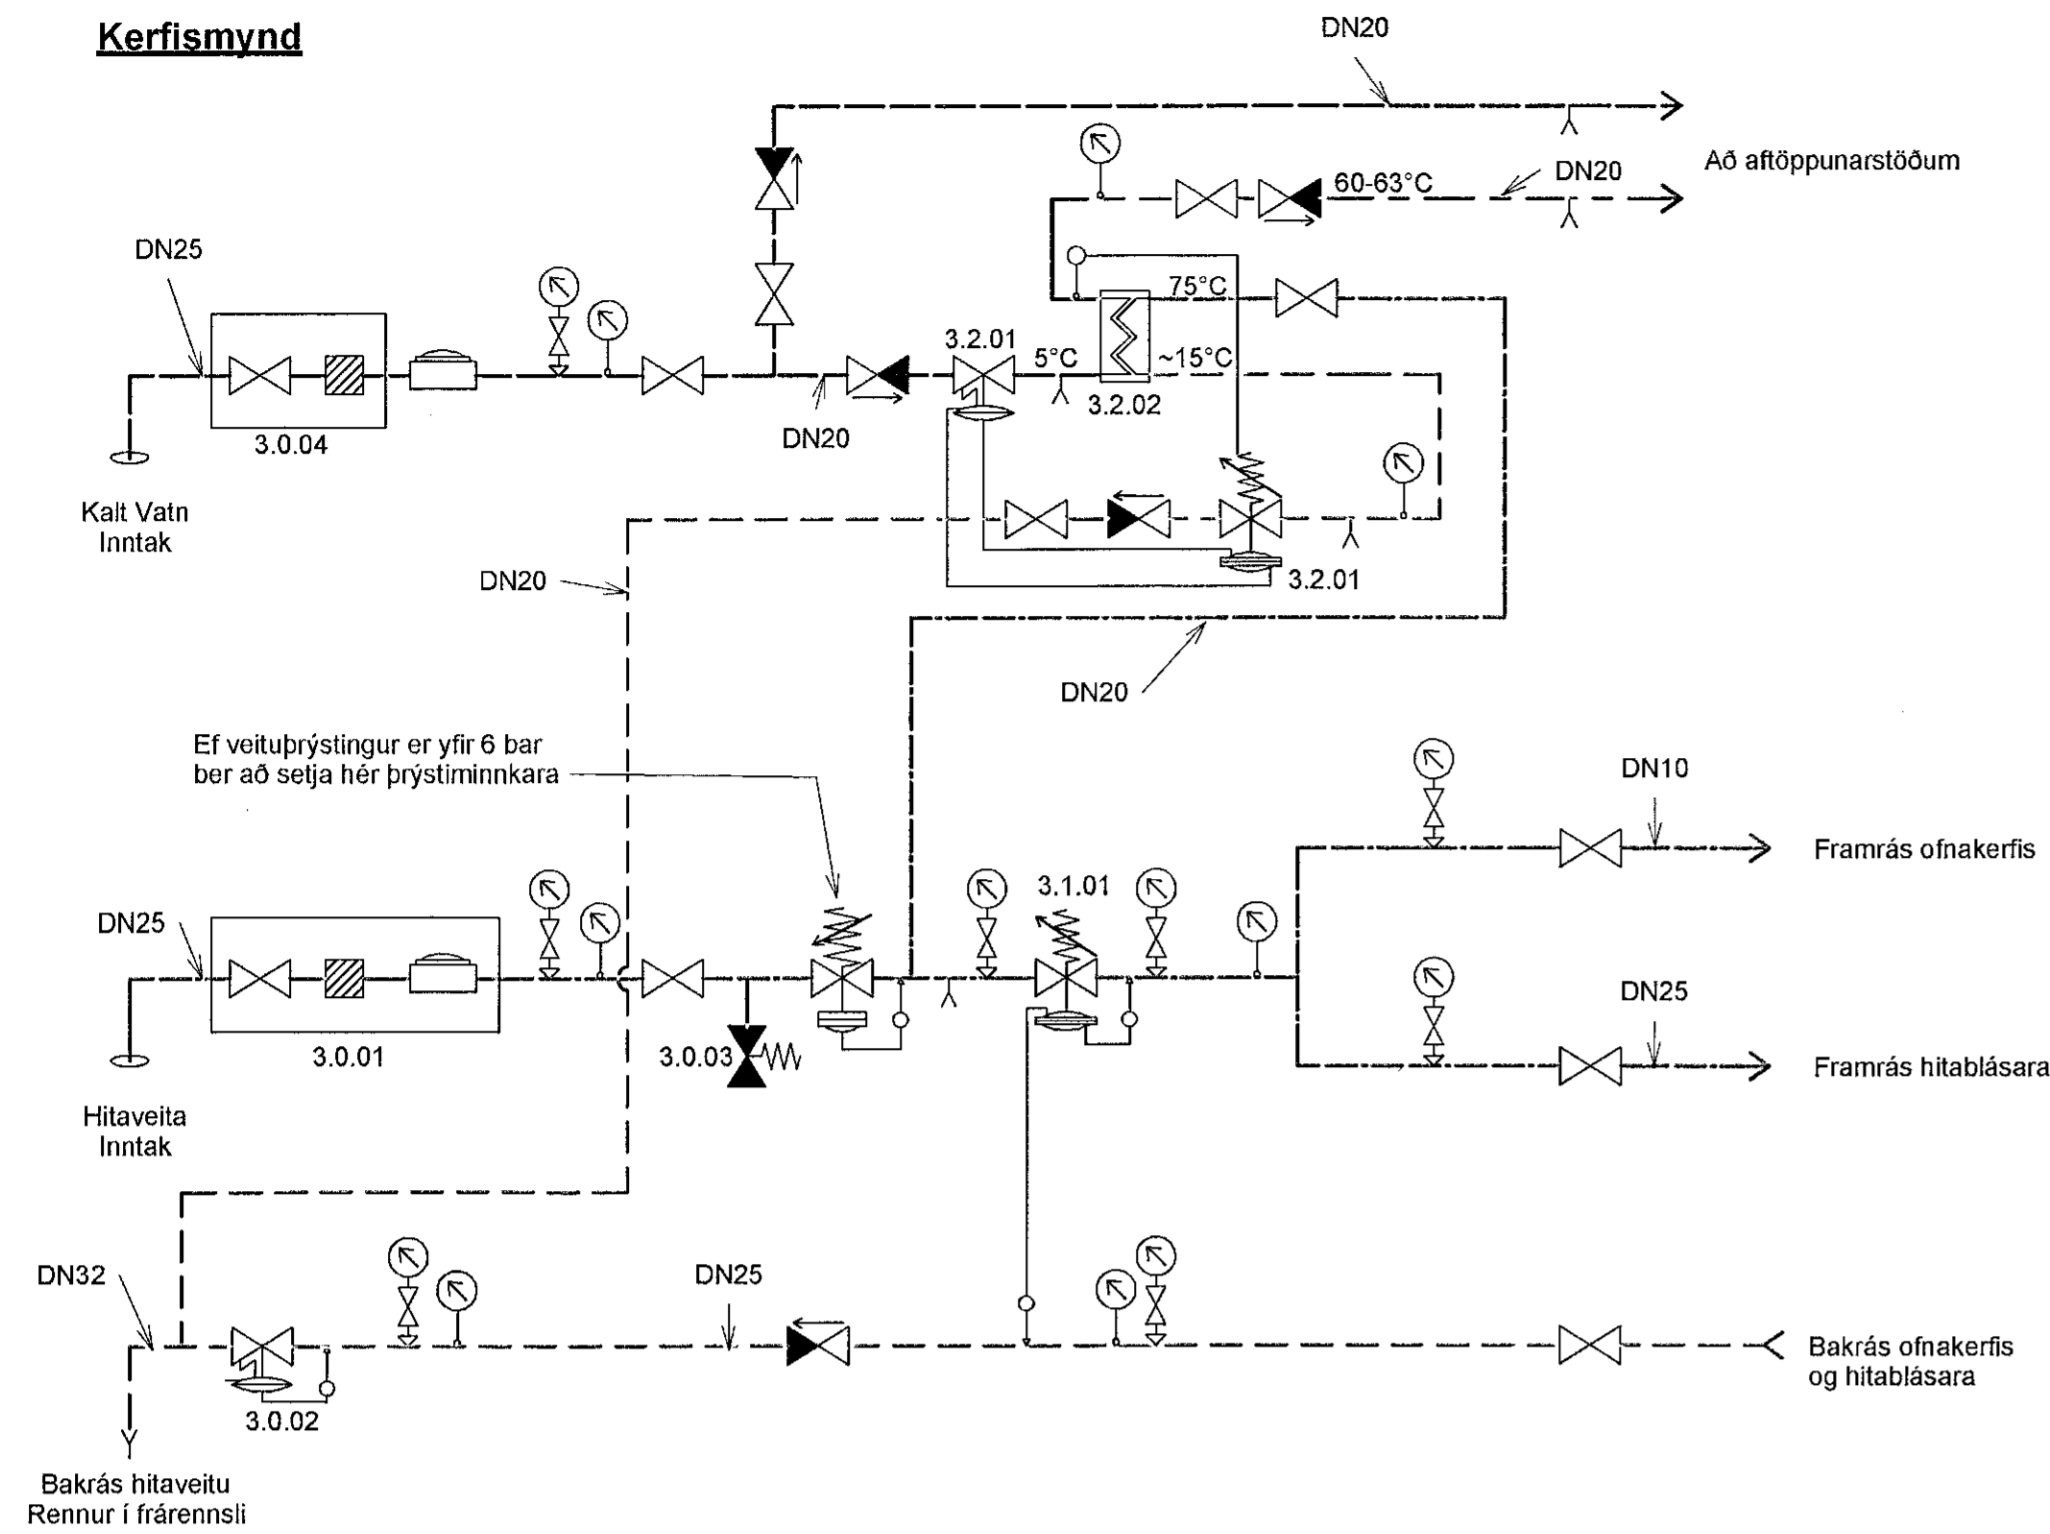 Kerfismynd
DN20
Að aftöppunarstöðum
60-63°C
DN20
DN25
75°C
3.2.01
5°C
~15°C
3.2.02
DN20
3.0.04
Kalt Vatn
Inntak
DN20
3.2.01
DN20
Ef veituþrýstingur er yfir 6 bar
ber að setja hér þrýstiminnkara
DN10
Framrás ofnakerfis
3.1.01
DN25
DN25
3.0.01
3.0.03
Framrás hitablásara
Hitaveita
Inntak
DN32
DN25
Bakrás ofnakerfis
og hitablásara
3.0.02
Bakrás hitaveitu
Rennur í frárennsli